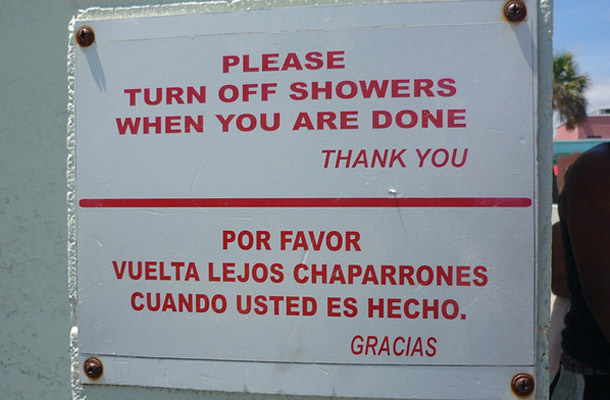 PLEASE
TURN OFF SHOWERS
WHEN YOU ARE DONE
THANK YOU
POR FAVOR
VUELTA LEJOS CHAPARRONES
CUANDO USTED ES HECHO.
GRACIAS